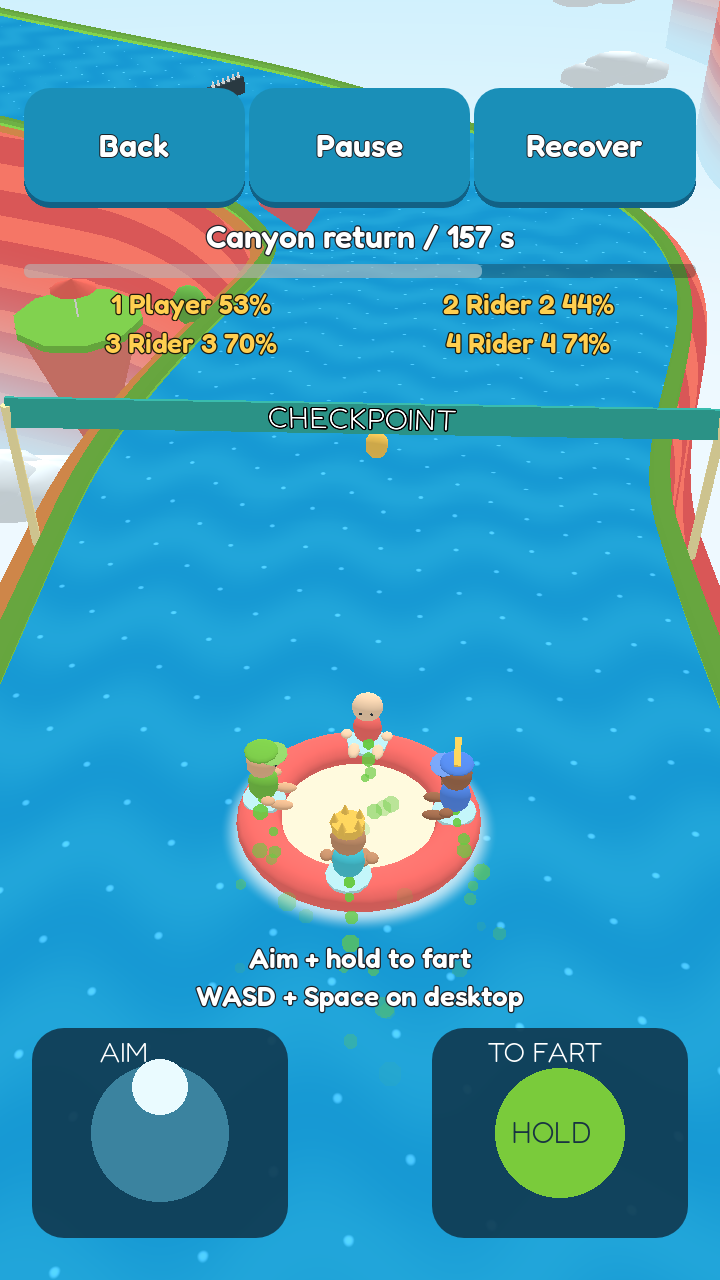 Back Pause Recover
Canyon return / 157 s
1 Player 53% 2 Rider 2 44%
3 Rider 3 70% 4 Rider 4 71%
CHECKPOINT
Aim + hold to fart
WASD + Space on desktop
AIM TO FART
HOLD